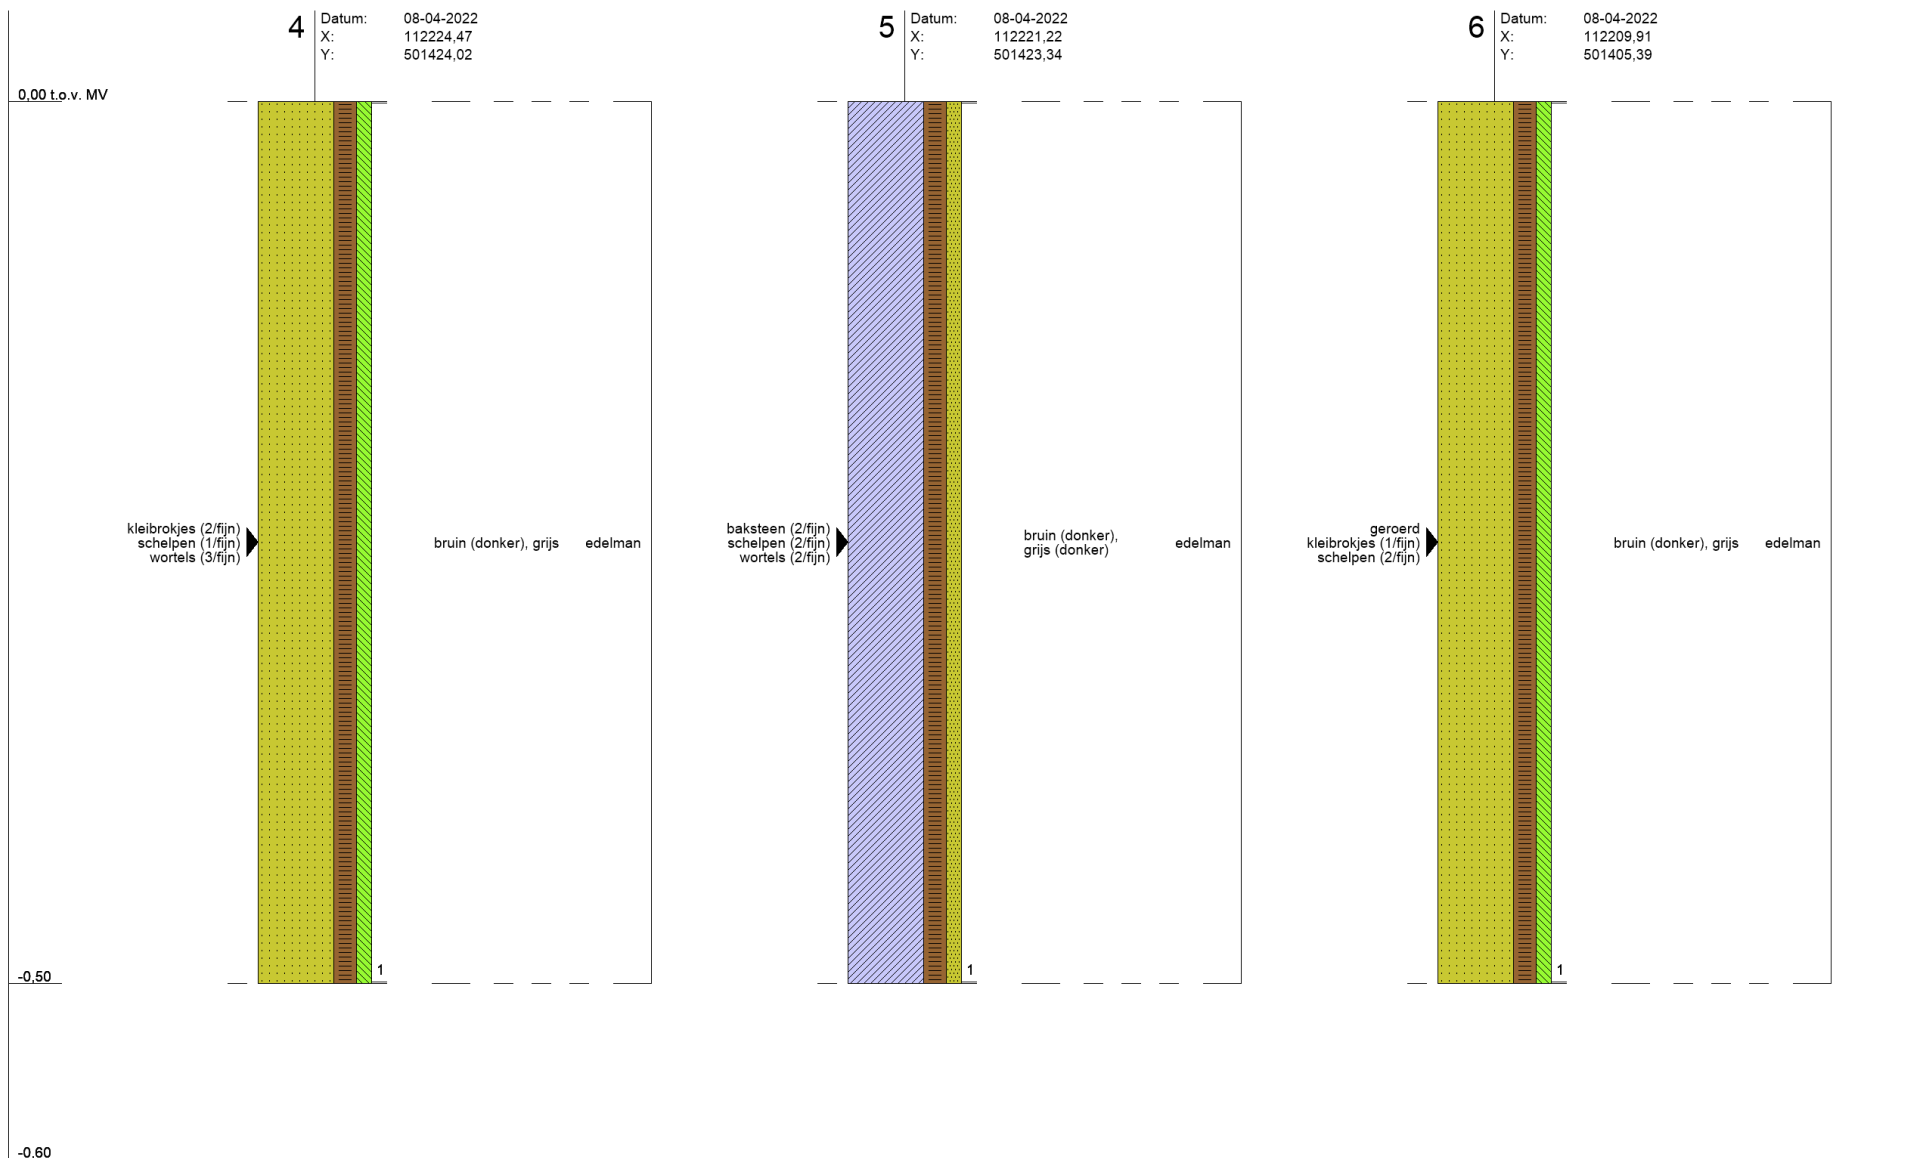 4
Datum: 08-04-2022
X: 112224,47
Y: 501424,02
5
Datum: 08-04-2022
X: 112221,22
Y: 501423,34
6
Datum: 08-04-2022
X: 112209,91
Y: 501405,39
0,00 t.o.v. MV
kleibrokjes (2/fijn)
schelpen (1/fijn)
wortels (3/fijn)
bruin (donker), grijs
edelman
1
baksteen (2/fijn)
schelpen (2/fijn)
wortels (2/fijn)
bruin (donker),
grijs (donker)
edelman
1
geroerd
kleibrokjes (1/fijn)
schelpen (2/fijn)
bruin (donker), grijs
edelman
1
-0,50
-0,60